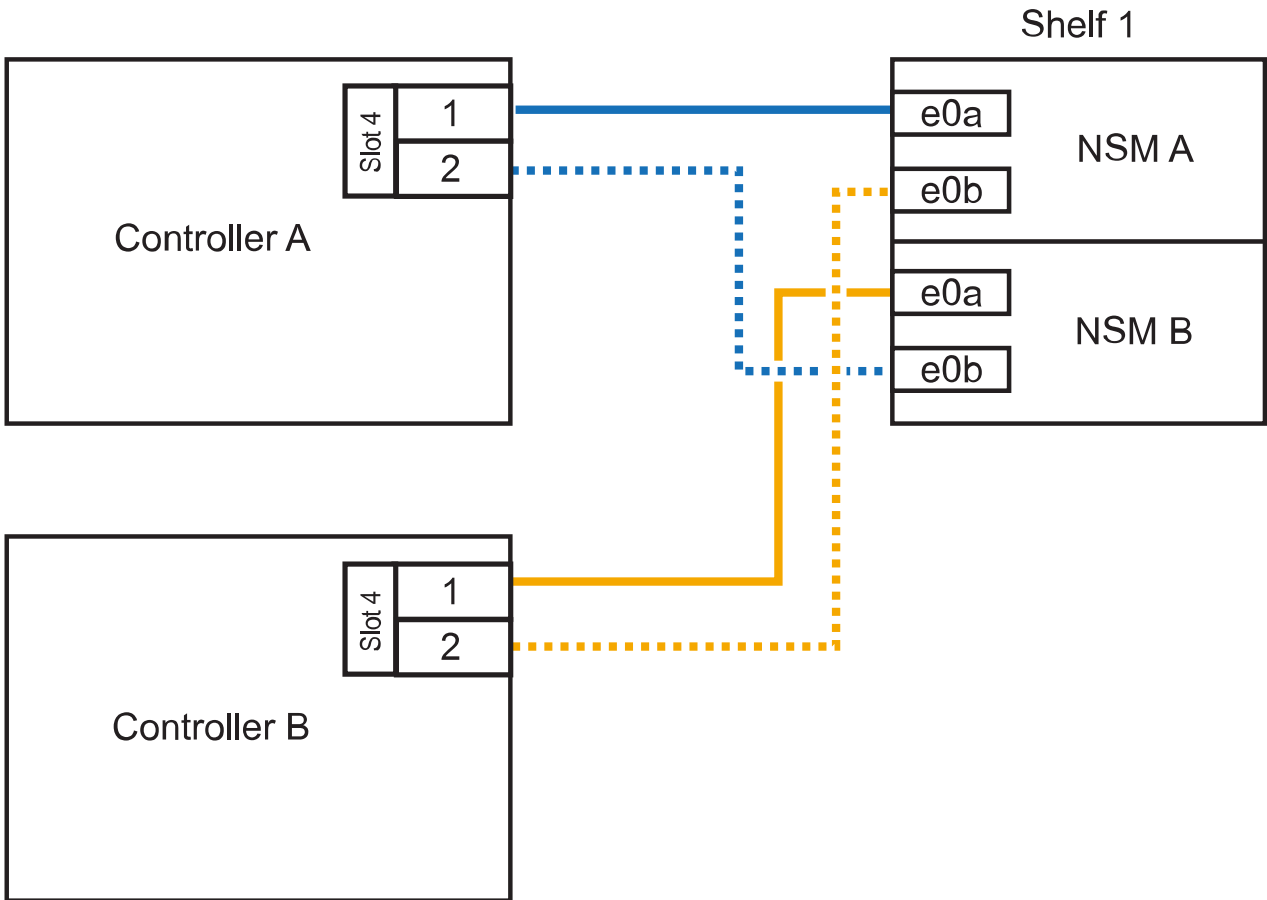 Shelf 1
Slot 4
1
2
Controller A
e0a
e0b
NSM A
e0a
e0b
NSM B
Slot 4
1
2
Controller B